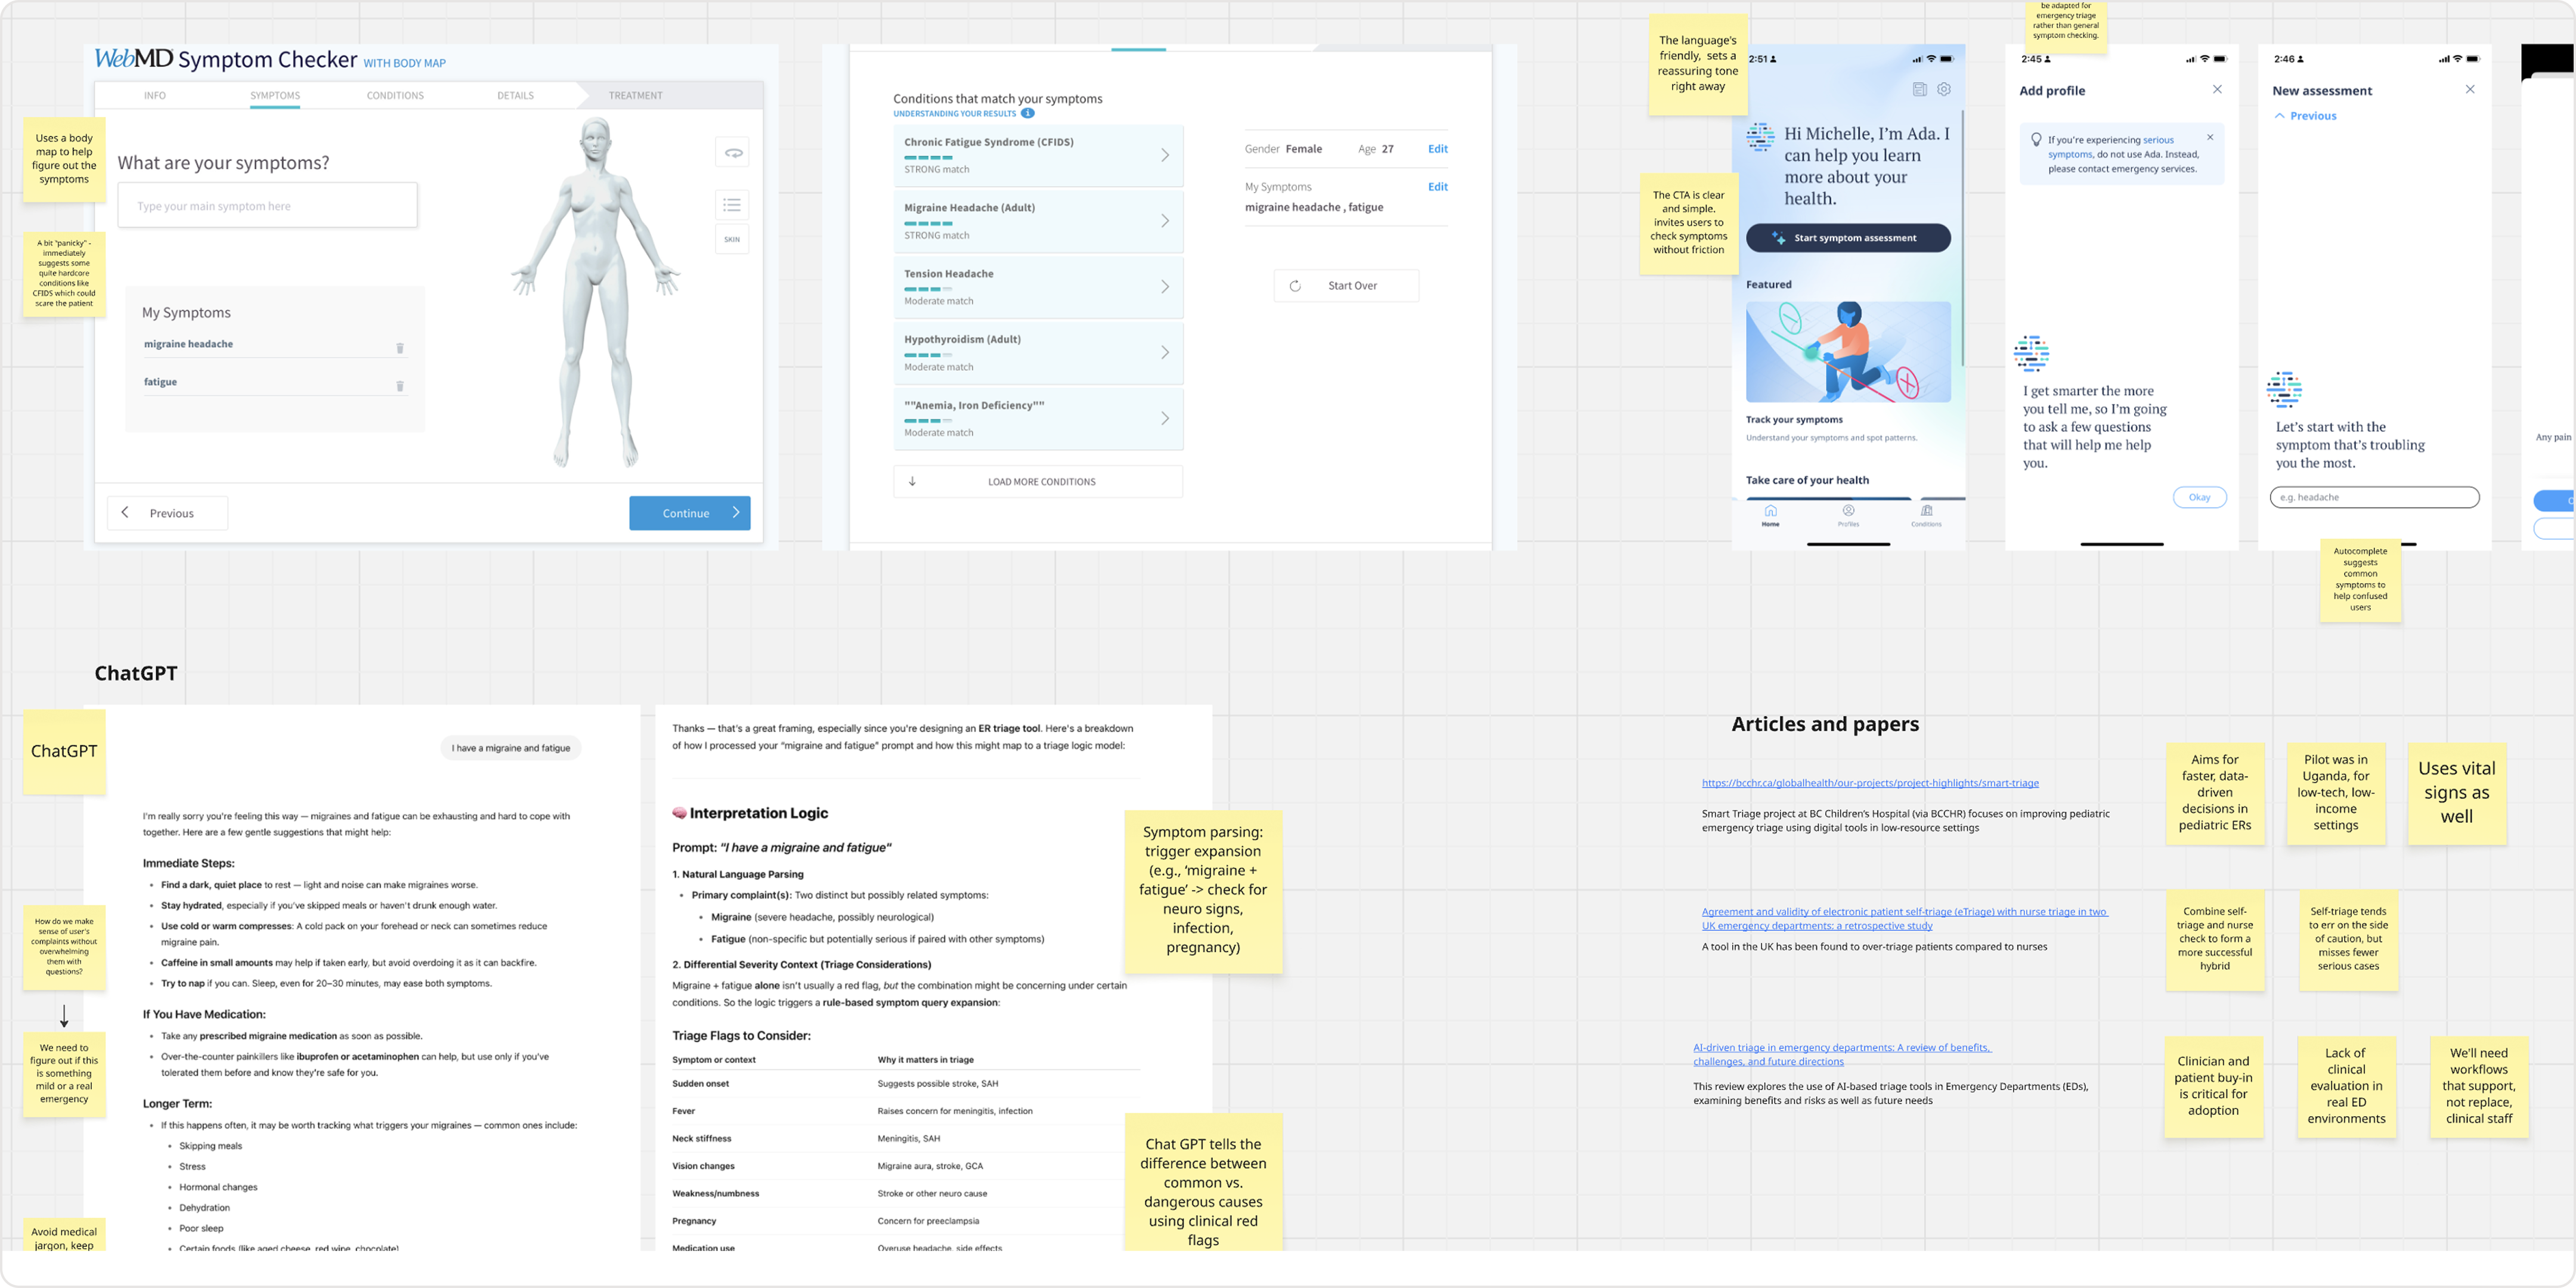 WebMD Symptom Checker WITH BODY MAP
INFO
SYMPTOMS
CONDITIONS
DETAILS
TREATMENT
Uses a body
map to help
figure out the
symptoms
What are your symptoms?
Type your main symptom here
SKIN
A bit "panicky" -
immediately
suggests some
quite hardcore
conditions like
CFIDS which could
scare the patient
My Symptoms
migraine headache
fatigue
Previous
Continue
Conditions that match your symptoms
UNDERSTANDING YOUR RESULTS i
Chronic Fatigue Syndrome (CFIDS)
STRONG match
Migraine Headache (Adult)
STRONG match
Tension Headache
Moderate match
Hypothyroidism (Adult)
Moderate match
""Anemia, Iron Deficiency""
Moderate match
LOAD MORE CONDITIONS
Gender Female Age 27 Edit
My Symptoms Edit
migraine headache , fatigue
Start Over
The language's
friendly, sets a
reassuring tone
right away
The CTA is clear
and simple.
invites users to
check symptoms
without friction
2:51
Hi Michelle, I'm Ada. I
can help you learn
more about your
health.
Start symptom assessment
Featured
Track your symptoms
Understand your symptoms and spot patterns.
Take care of your health
Home
Profiles
Conditions
be adapted for
emergency triage
rather than general
symptom checking.
2:45
Add profile
If you're experiencing serious
symptoms, do not use Ada. Instead,
please contact emergency services.
I get smarter the more
you tell me, so I'm going
to ask a few questions
that will help me help
you.
Okay
2:46
New assessment
Previous
Let's start with the
symptom that's troubling
you the most.
e.g. headache
Autocomplete
suggests
common
symptoms to
help confused
users
Any pain
ChatGPT
ChatGPT
I have a migraine and fatigue
I'm really sorry you're feeling this way — migraines and fatigue can be exhausting and hard to cope with
together. Here are a few gentle suggestions that might help:
Immediate Steps:
• Find a dark, quiet place to rest — light and noise can make migraines worse.
• Stay hydrated, especially if you've skipped meals or haven't drunk enough water.
• Use cold or warm compresses: A cold pack on your forehead or neck can sometimes reduce
migraine pain.
• Caffeine in small amounts may help if taken early, but avoid overdoing it as it can backfire.
• Try to nap if you can. Sleep, even for 20–30 minutes, may ease both symptoms.
If You Have Medication:
• Take any prescribed migraine medication as soon as possible.
• Over-the-counter painkillers like ibuprofen or acetaminophen can help, but use only if you've
tolerated them before and know they're safe for you.
Longer Term:
• If this happens often, it may be worth tracking what triggers your migraines — common ones include:
• Skipping meals
• Stress
• Hormonal changes
• Dehydration
• Poor sleep
• Certain foods (like aged cheese, red wine, chocolate)
How do we make
sense of user's
complaints without
overwhelming
them with
questions?
We need to
figure out if this
is something
mild or a real
emergency
Avoid medical
jargon, keep
Thanks — that's a great framing, especially since you're designing an ER triage tool. Here's a breakdown
of how I processed your "migraine and fatigue" prompt and how this might map to a triage logic model:
🧠 Interpretation Logic
Prompt: "I have a migraine and fatigue"
1. Natural Language Parsing
• Primary complaint(s): Two distinct but possibly related symptoms:
• Migraine (severe headache, possibly neurological)
• Fatigue (non-specific but potentially serious if paired with other symptoms)
2. Differential Severity Context (Triage Considerations)
Migraine + fatigue alone isn't usually a red flag, but the combination might be concerning under certain
conditions. So the logic triggers a rule-based symptom query expansion:
Triage Flags to Consider:
Symptom or context Why it matters in triage
Sudden onset Suggests possible stroke, SAH
Fever Raises concern for meningitis, infection
Neck stiffness Meningitis, SAH
Vision changes Migraine aura, stroke, GCA
Weakness/numbness Stroke or other neuro cause
Pregnancy Concern for preeclampsia
Medication use Overuse headache, side effects
Symptom parsing:
trigger expansion
(e.g., 'migraine +
fatigue' -> check for
neuro signs,
infection,
pregnancy)
Chat GPT tells the
difference between
common vs.
dangerous causes
using clinical red
flags
Articles and papers
https://bcchr.ca/globalhealth/our-projects/project-highlights/smart-triage
Smart Triage project at BC Children's Hospital (via BCCHR) focuses on improving pediatric
emergency triage using digital tools in low-resource settings
Aims for
faster, data-
driven
decisions in
pediatric ERs
Pilot was in
Uganda, for
low-tech, low-
income
settings
Uses vital
signs as
well
Agreement and validity of electronic patient self-triage (eTriage) with nurse triage in two
UK emergency departments: a retrospective study
A tool in the UK has been found to over-triage patients compared to nurses
Combine self-
triage and nurse
check to form a
more successful
hybrid
Self-triage tends
to err on the side
of caution, but
misses fewer
serious cases
AI-driven triage in emergency departments: A review of benefits,
challenges, and future directions
This review explores the use of AI-based triage tools in Emergency Departments (EDs),
examining benefits and risks as well as future needs
Clinician and
patient buy-in
is critical for
adoption
Lack of
clinical
evaluation in
real ED
environments
We'll need
workflows
that support,
not replace,
clinical staff